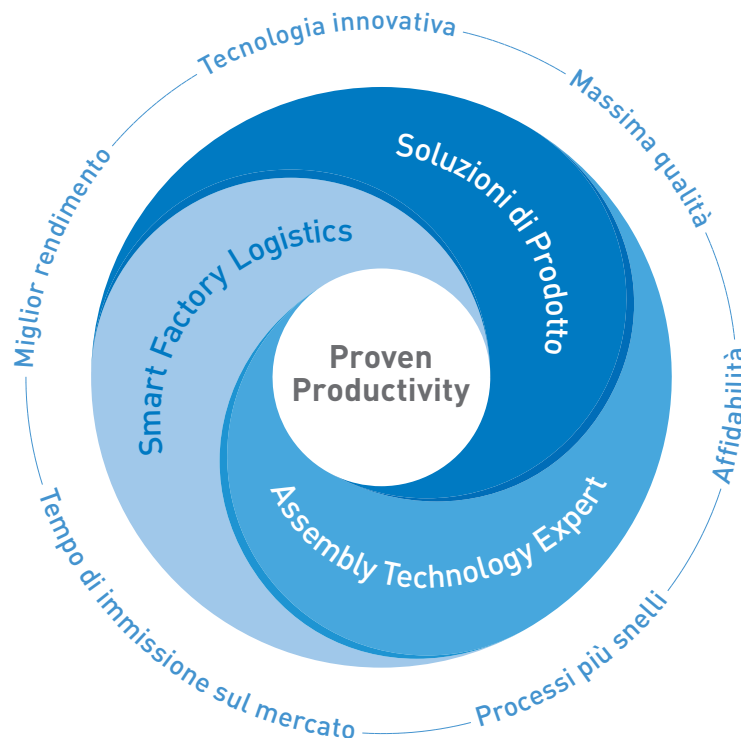 Tecnologia innovativa
Massima qualità
Affidabilità
Processi più snelli
Tempo di immissione sul mercato
Miglior rendimento
Soluzioni di Prodotto
Assembly Technology Expert
Smart Factory Logistics
Proven
Productivity